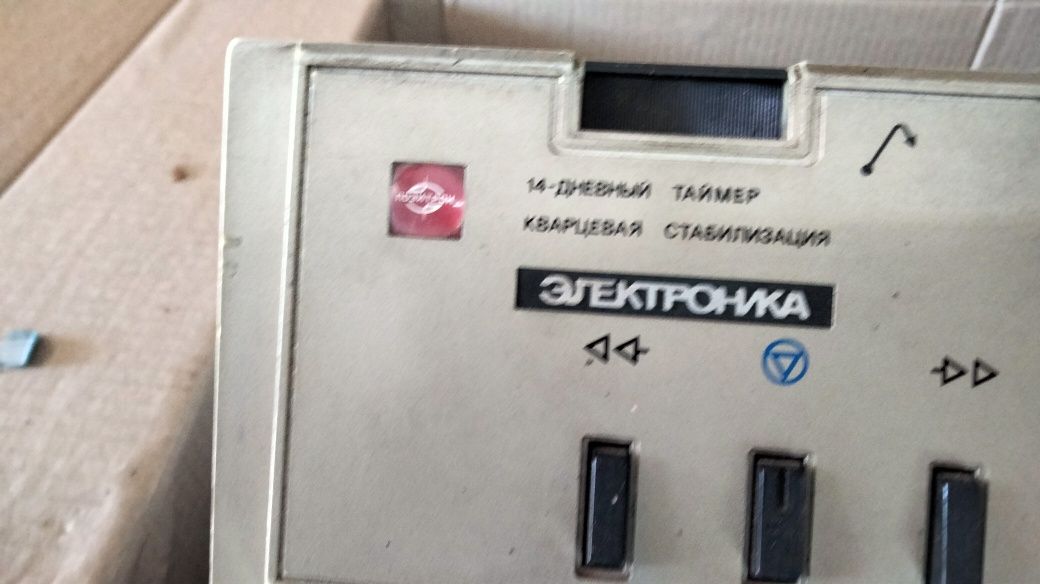 14-ДНЕВНЫЙ ТАЙМЕР
КВАРЦЕВАЯ СТАБИЛИЗАЦИЯ
ЭЛЕКТРОНИКА